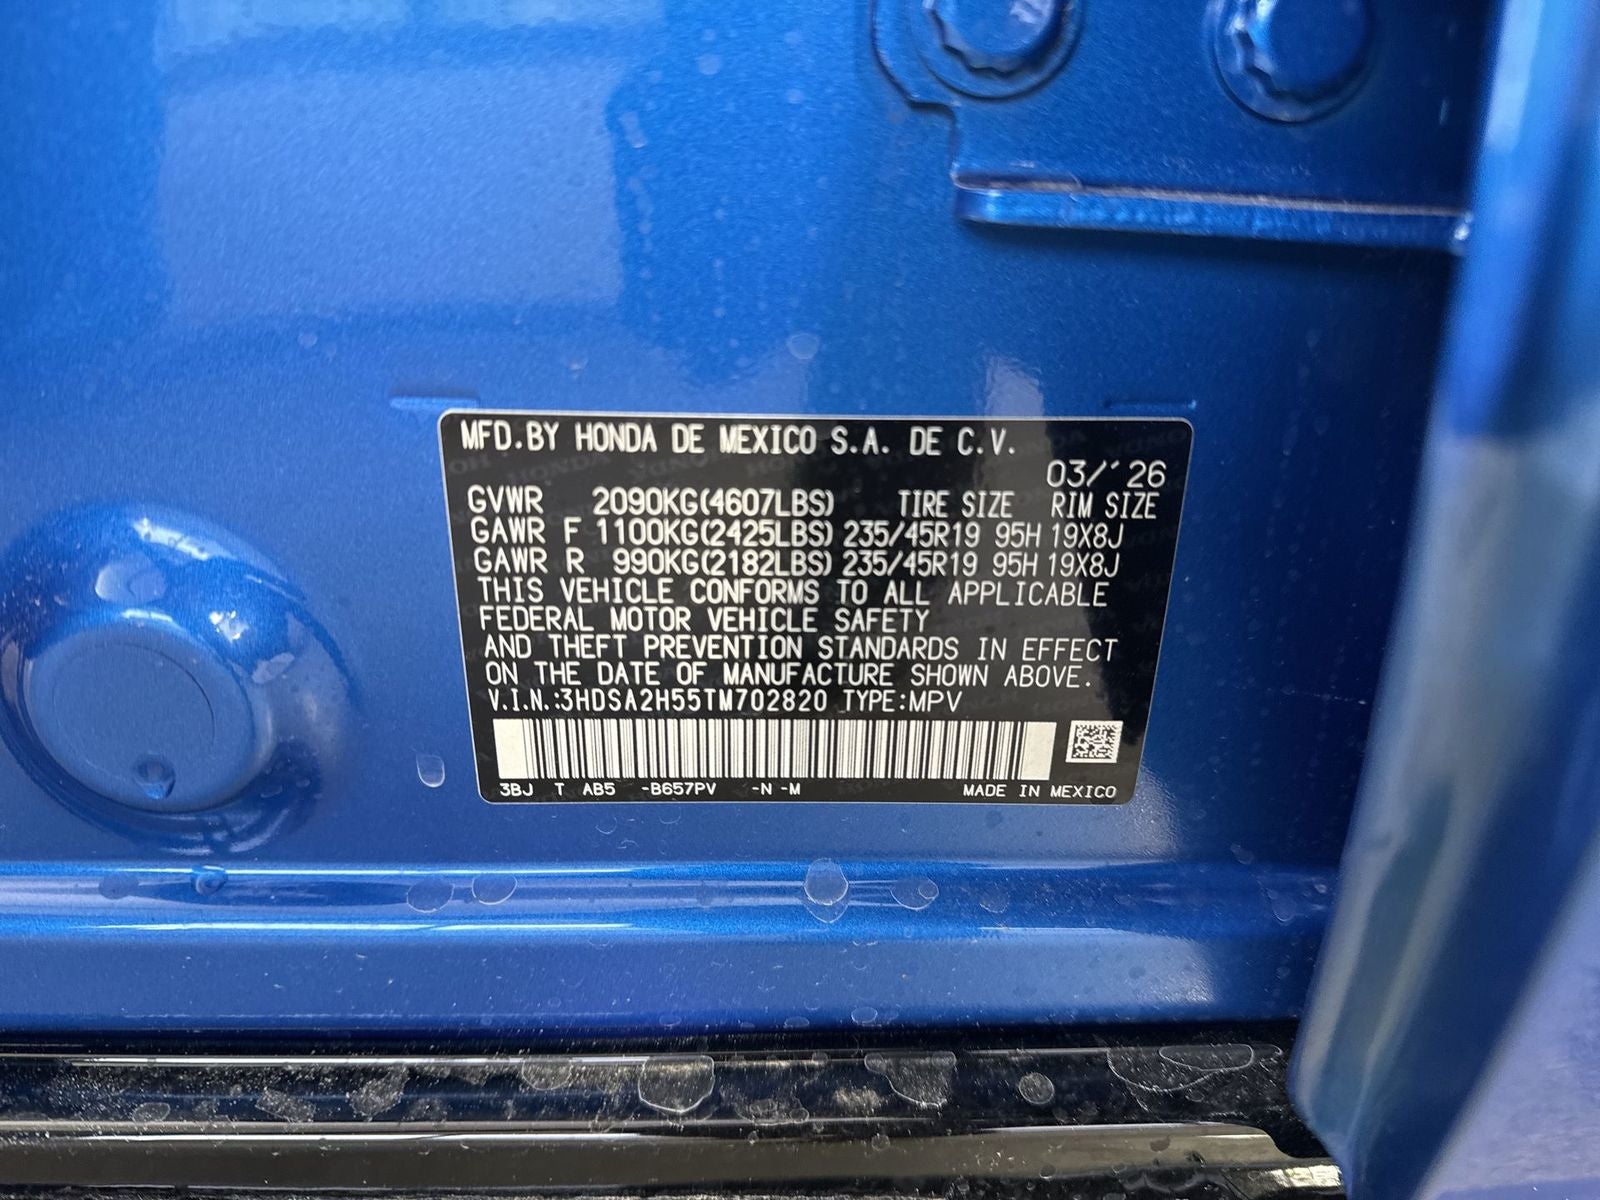 MFD.BY HONDA DE MEXICO S.A. DE C.V.
03/'26
GVWR 2090KG(4607LBS) TIRE SIZE RIM SIZE
GAWR F 1100KG(2425LBS) 235/45R19 95H 19X8J
GAWR R 990KG(2182LBS) 235/45R19 95H 19X8J
THIS VEHICLE CONFORMS TO ALL APPLICABLE
FEDERAL MOTOR VEHICLE SAFETY
AND THEFT PREVENTION STANDARDS IN EFFECT
ON THE DATE OF MANUFACTURE SHOWN ABOVE.
V.I.N.:3HDSA2H55TM702820 TYPE:MPV
3BJ T AB5 -B657PV -N -M MADE IN MEXICO